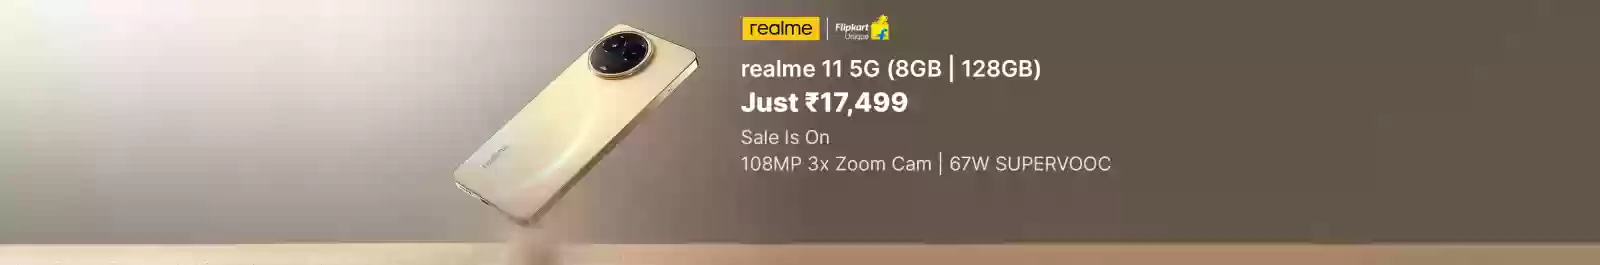 realme | Flipkart Unique
realme 11 5G (8GB | 128GB)
Just ₹17,499
Sale Is On
108MP 3x Zoom Cam | 67W SUPERVOOC
realme